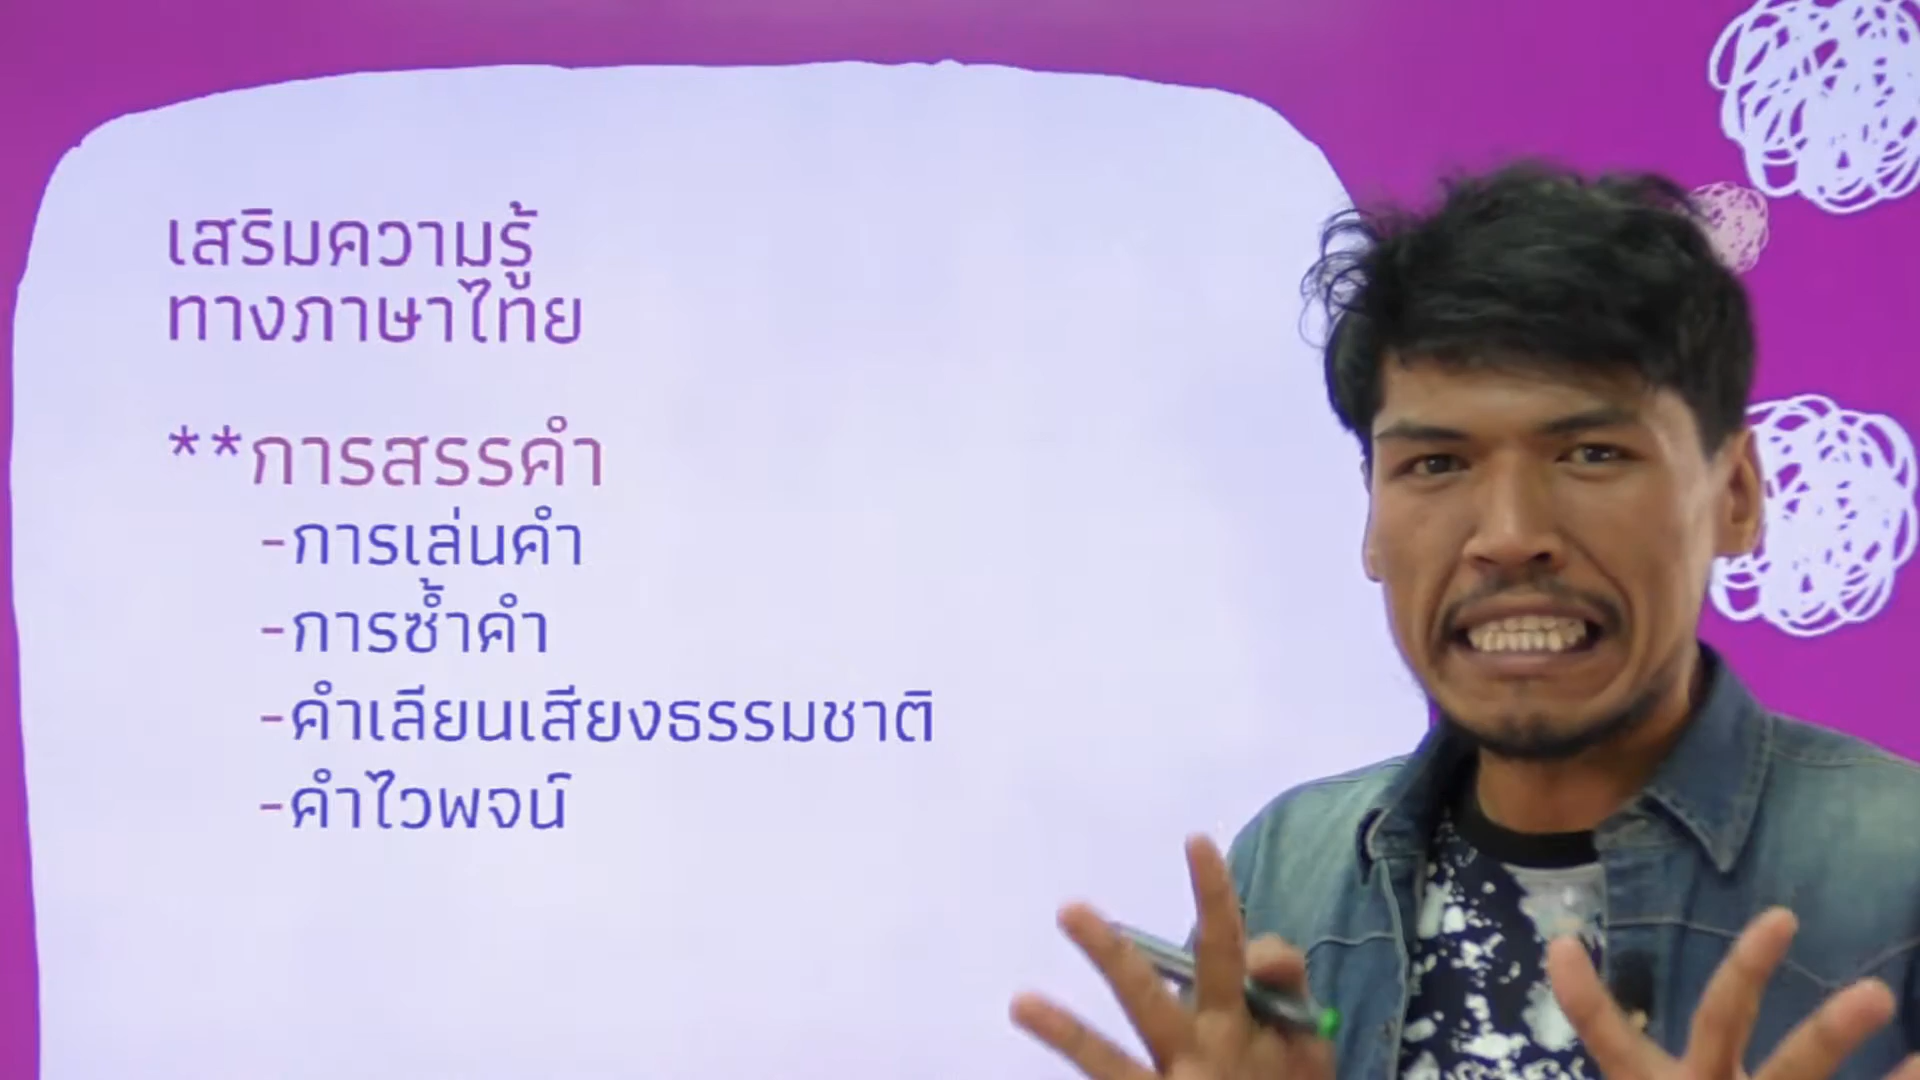 เสริมความรู้
ทางภาษาไทย
**การสรรคำ
-การเล่นคำ
-การซ้ำคำ
-คำเลียนเสียงธรรมชาติ
-คำไวพจน์